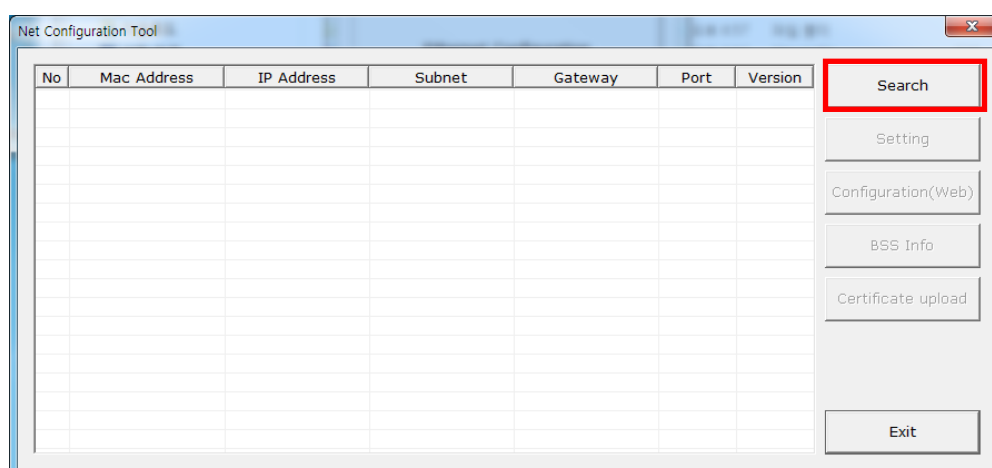 Net Configuration Tool
No Mac Address IP Address Subnet Gateway Port Version
Search
Setting
Configuration(Web)
BSS Info
Certificate upload
Exit